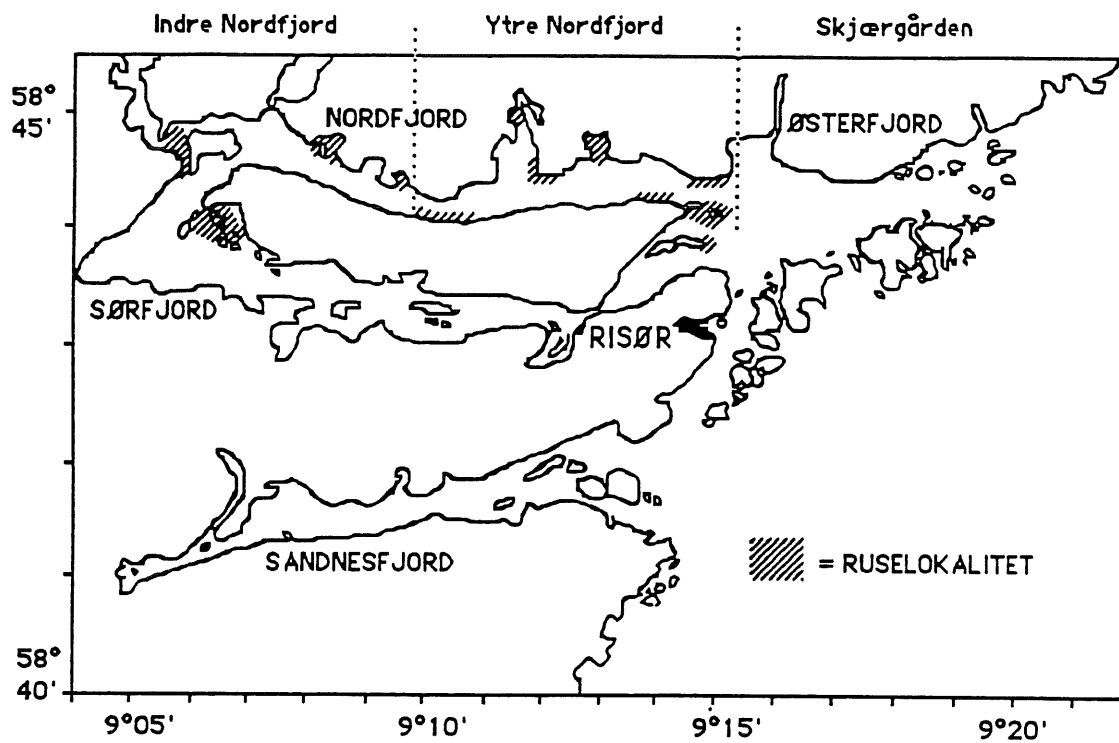 Indre Nordfjord
Ytre Nordfjord
Skjærgården
58°
45'
NORDFJORD
ØSTERFJORD
SØRFJORD
RISØR
SANDNESFJORD
= RUSELOKALITET
58°
40'
9°05'
9°10'
9°15'
9°20'